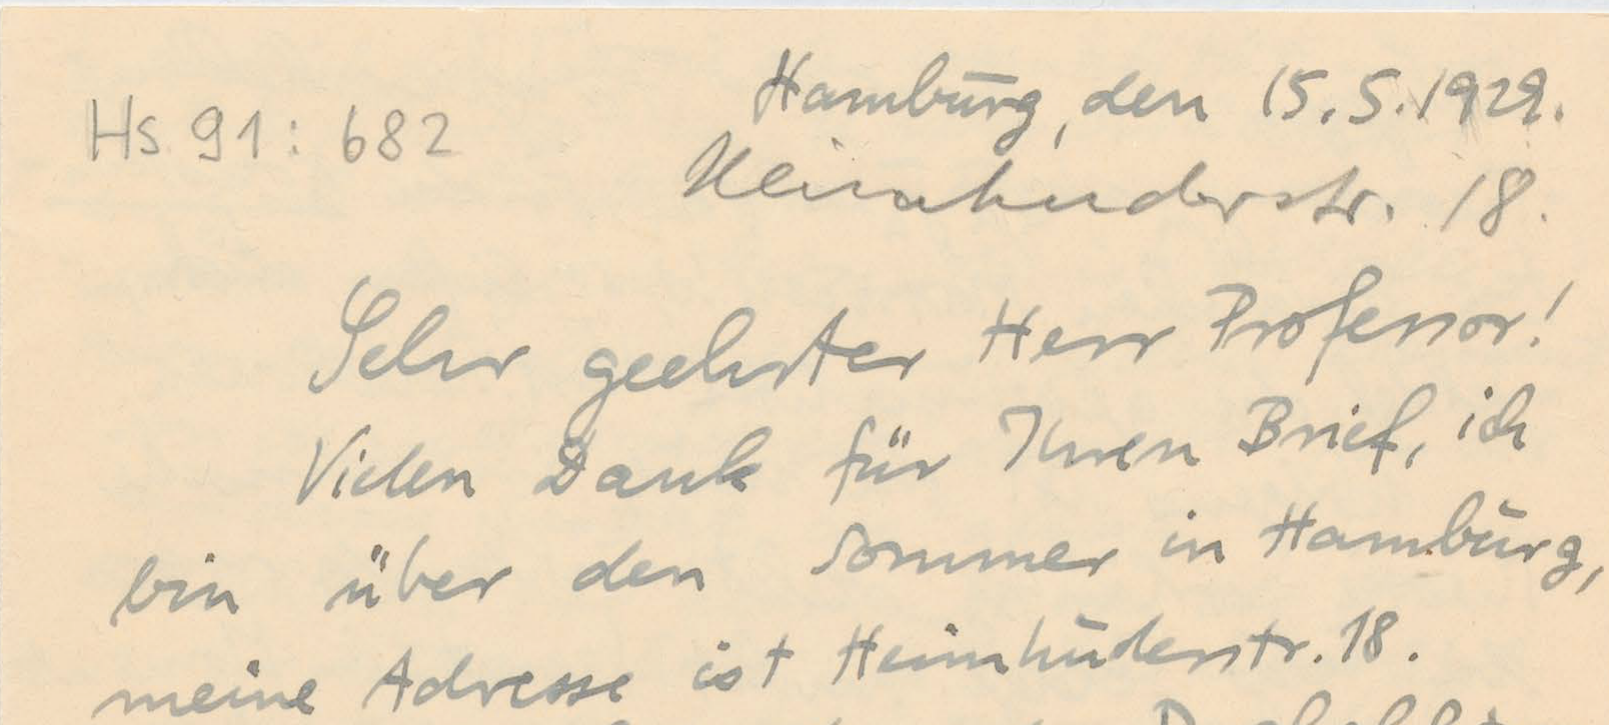 Hamburg, den 15.5.1929.
Hs 91: 682
Heimhuderstr. 18.
Sehr geehrter Herr Professor!
Vielen Dank für Ihren Brief, ich
bin über den Sommer in Hamburg,
meine Adresse ist Heimhuderstr. 18.